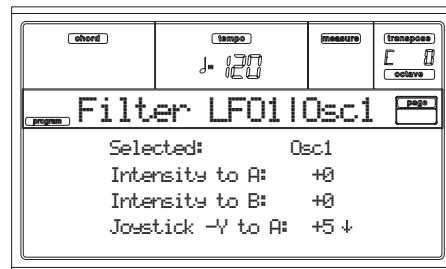 chord tempo measure transpose
♩= 120 C 0
octave
program Filter LFO1|Osc1 page
Selected: Osc1
Intensity to A: +0
Intensity to B: +0
Joystick -Y to A: +5 ↓